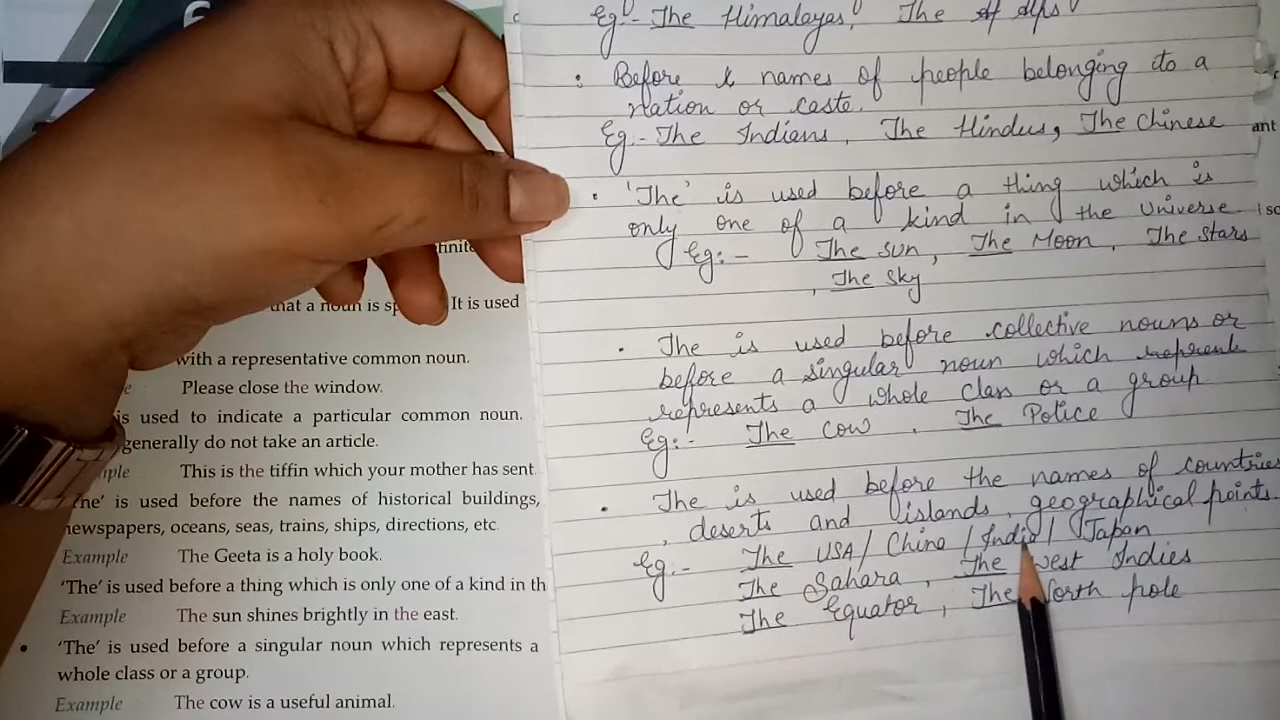 Eg:- The Himalayas, The Alps
Before names of people belonging to a
nation or caste.
Eg.- The Indians, The Hindus, The Chinese
'The' is used before a thing which is
only one of a kind in the Universe
Eg:- The Sun, The Moon, The Stars
, The Sky
The is used before collective nouns or
before a singular noun which represents
represents a whole class or a group
Eg:- The Cow, The Police
The is used before the names of countries
, deserts and islands, geographical points.
Eg:- The USA / China / India / Japan
The Sahara, The West Indies
The Equator, The North pole
ant
that a noun is It is used
with a representative common noun.
Please close the window.
is used to indicate a particular common noun.
generally do not take an article.
This is the tiffin which your mother has sent
is used before the names of historical buildings,
newspapers, oceans, seas, trains, ships, directions, etc.
Example The Geeta is a holy book.
'The' is used before a thing which is only one of a kind in th
Example The sun shines brightly in the east.
• 'The' is used before a singular noun which represents a
whole class or a group.
Example The cow is a useful animal.